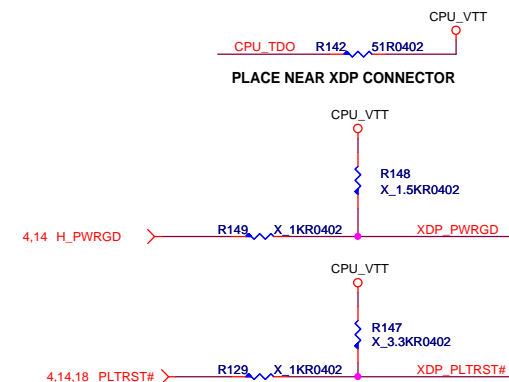 CPU_VTT
CPU_TDO R142 51R0402
PLACE NEAR XDP CONNECTOR
CPU_VTT
R148
X_1.5KR0402
4,14 H_PWRGD R149 X_1KR0402 XDP_PWRGD
CPU_VTT
R147
X_3.3KR0402
4,14,18 PLTRST# R129 X_1KR0402 XDP_PLTRST#